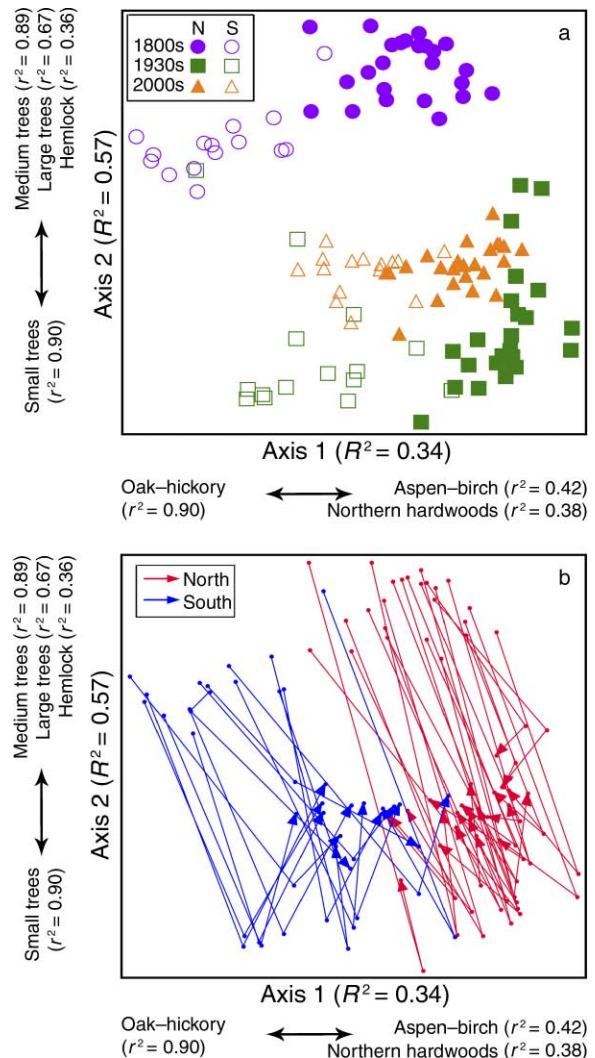 a
N S
1800s
1930s
2000s
Medium trees (r² = 0.89)
Large trees (r² = 0.67)
Hemlock (r² = 0.36)
Small trees
(r² = 0.90)
Axis 2 (R² = 0.57)
Axis 1 (R² = 0.34)
Oak–hickory
(r² = 0.90)
Aspen–birch (r² = 0.42)
Northern hardwoods (r² = 0.38)
b
North
South
Medium trees (r² = 0.89)
Large trees (r² = 0.67)
Hemlock (r² = 0.36)
Small trees
(r² = 0.90)
Axis 2 (R² = 0.57)
Axis 1 (R² = 0.34)
Oak–hickory
(r² = 0.90)
Aspen–birch (r² = 0.42)
Northern hardwoods (r² = 0.38)